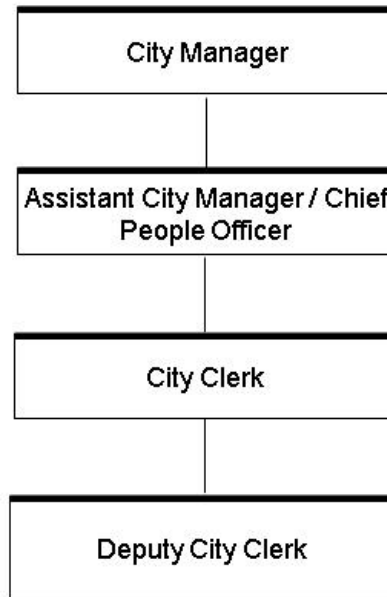 City Manager
Assistant City Manager / Chief
People Officer
City Clerk
Deputy City Clerk